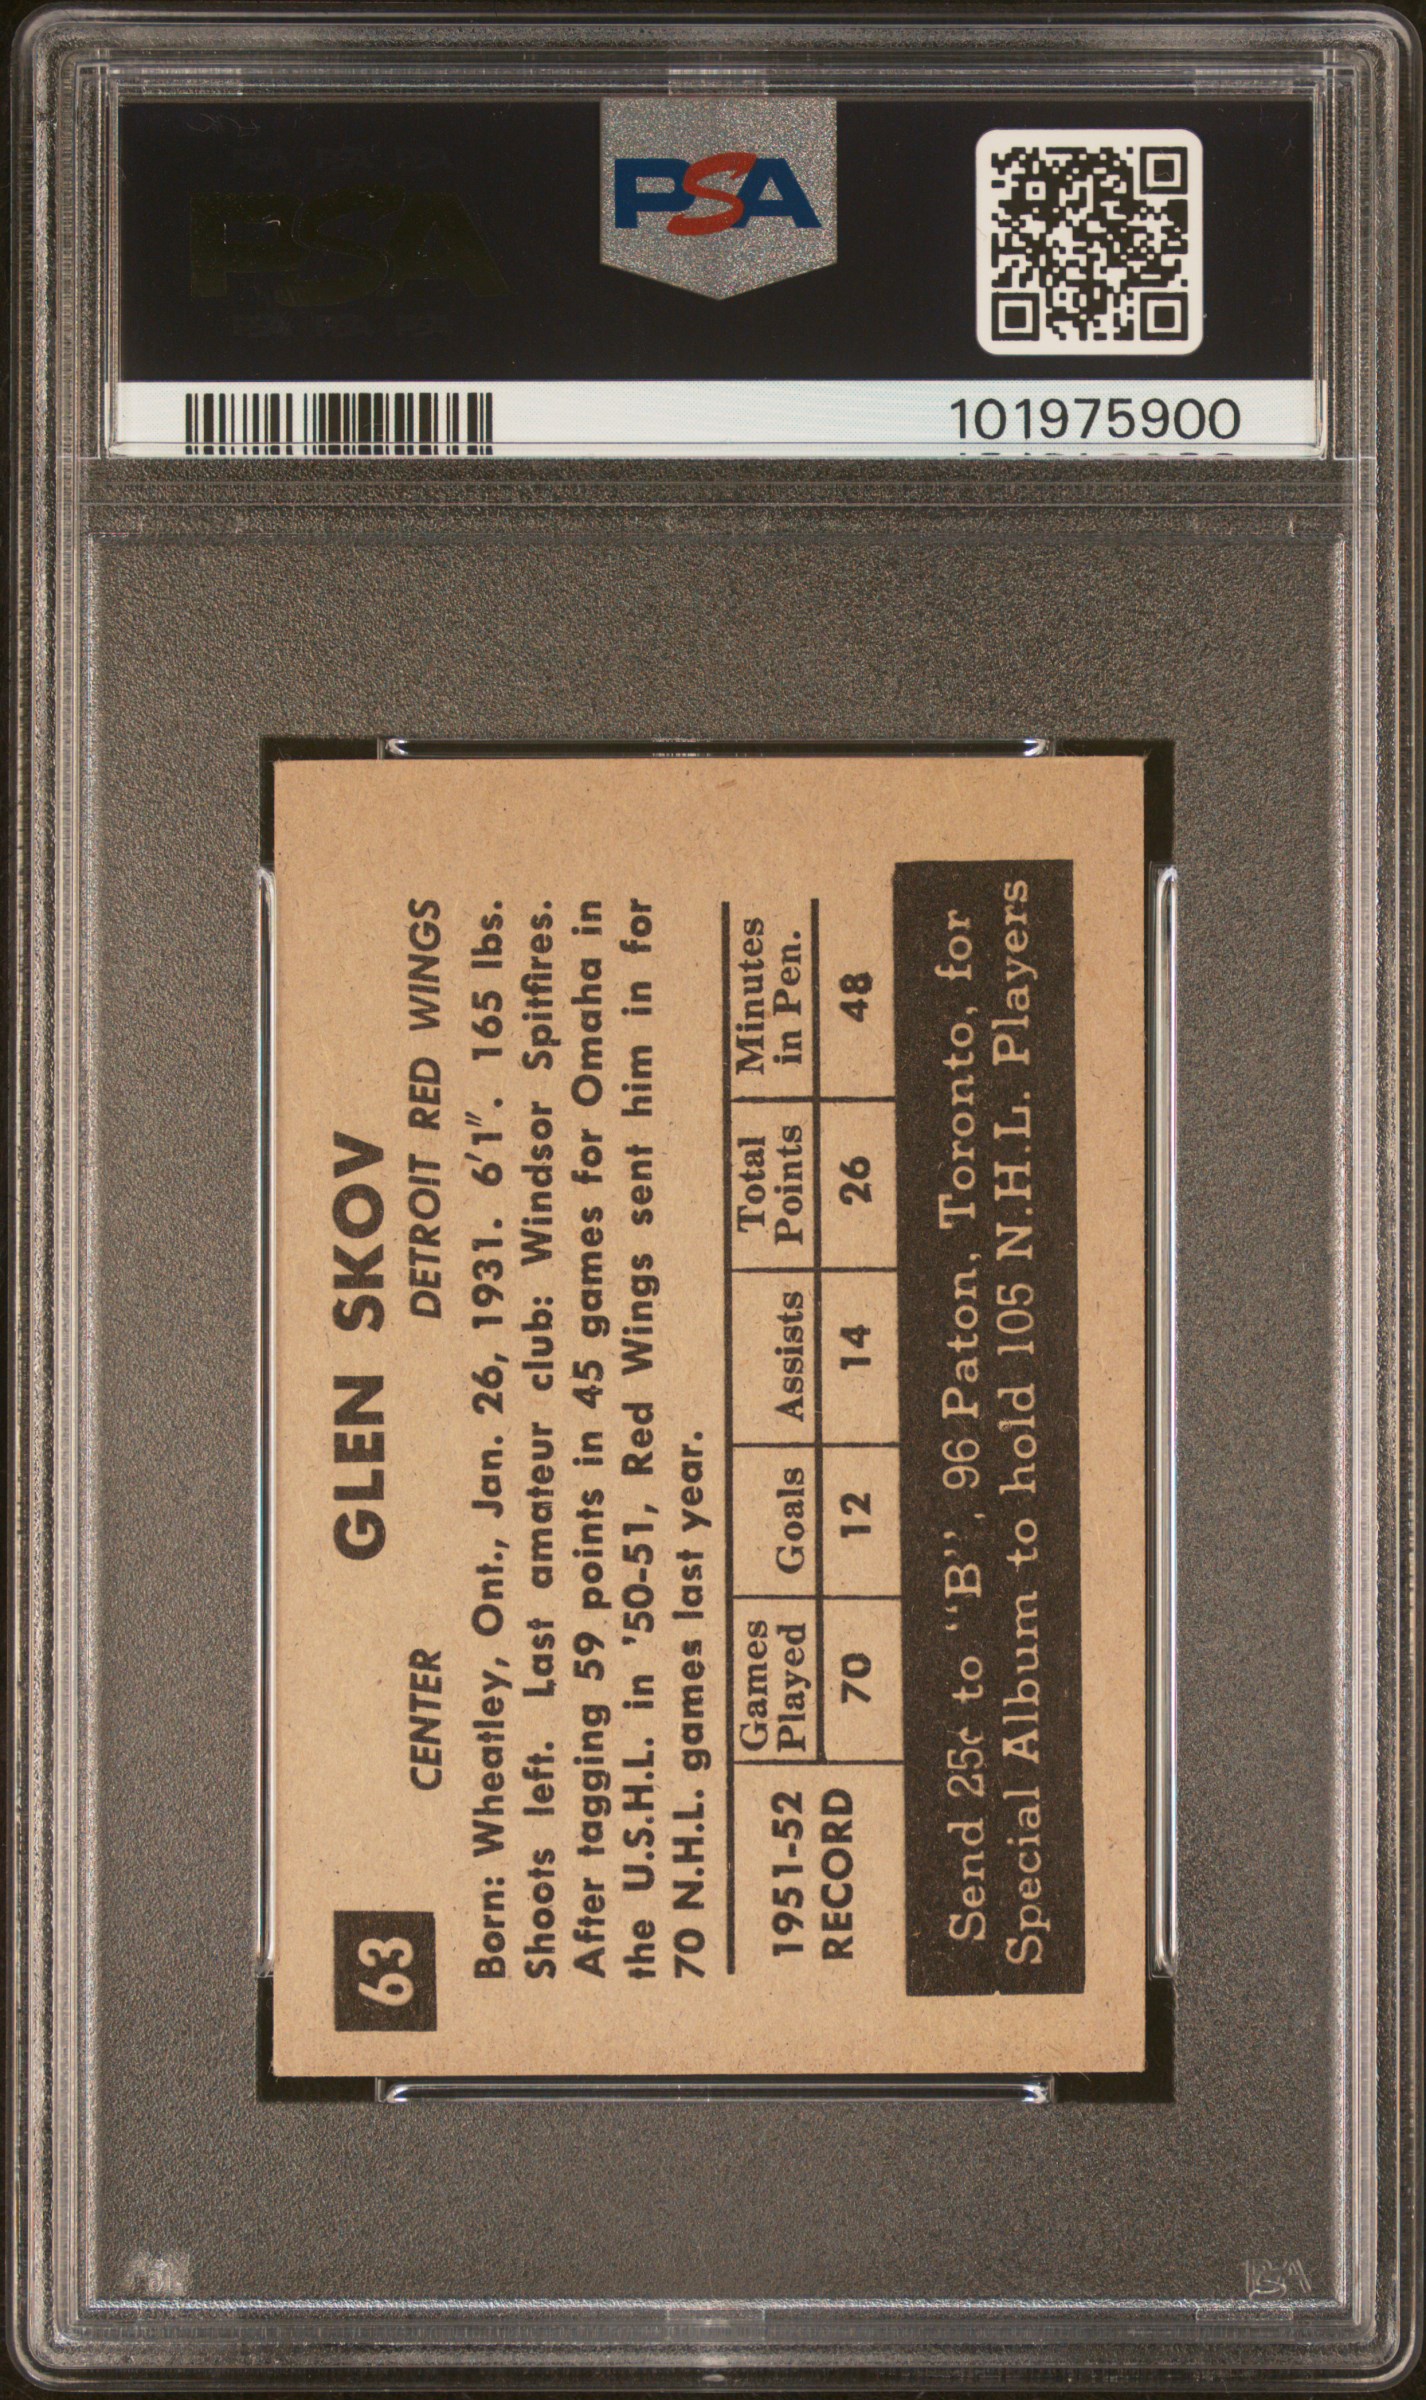 PSA
PSA
101975900
63
GLEN SKOV
CENTER
DETROIT RED WINGS
Born: Wheatley, Ont., Jan. 26, 1931. 6'1". 165 lbs.
Shoots left. Last amateur club: Windsor Spitfires.
After tagging 59 points in 45 games for Omaha in
the U.S.H.L. in '50-51, Red Wings sent him in for
70 N.H.L. games last year.
1951-52 RECORD
Games Played
Goals
Assists
Total Points
Minutes in Pen.
70
12
14
26
48
Send 25¢ to "B", 96 Paton, Toronto, for
Special Album to hold 105 N.H.L. Players
PSA